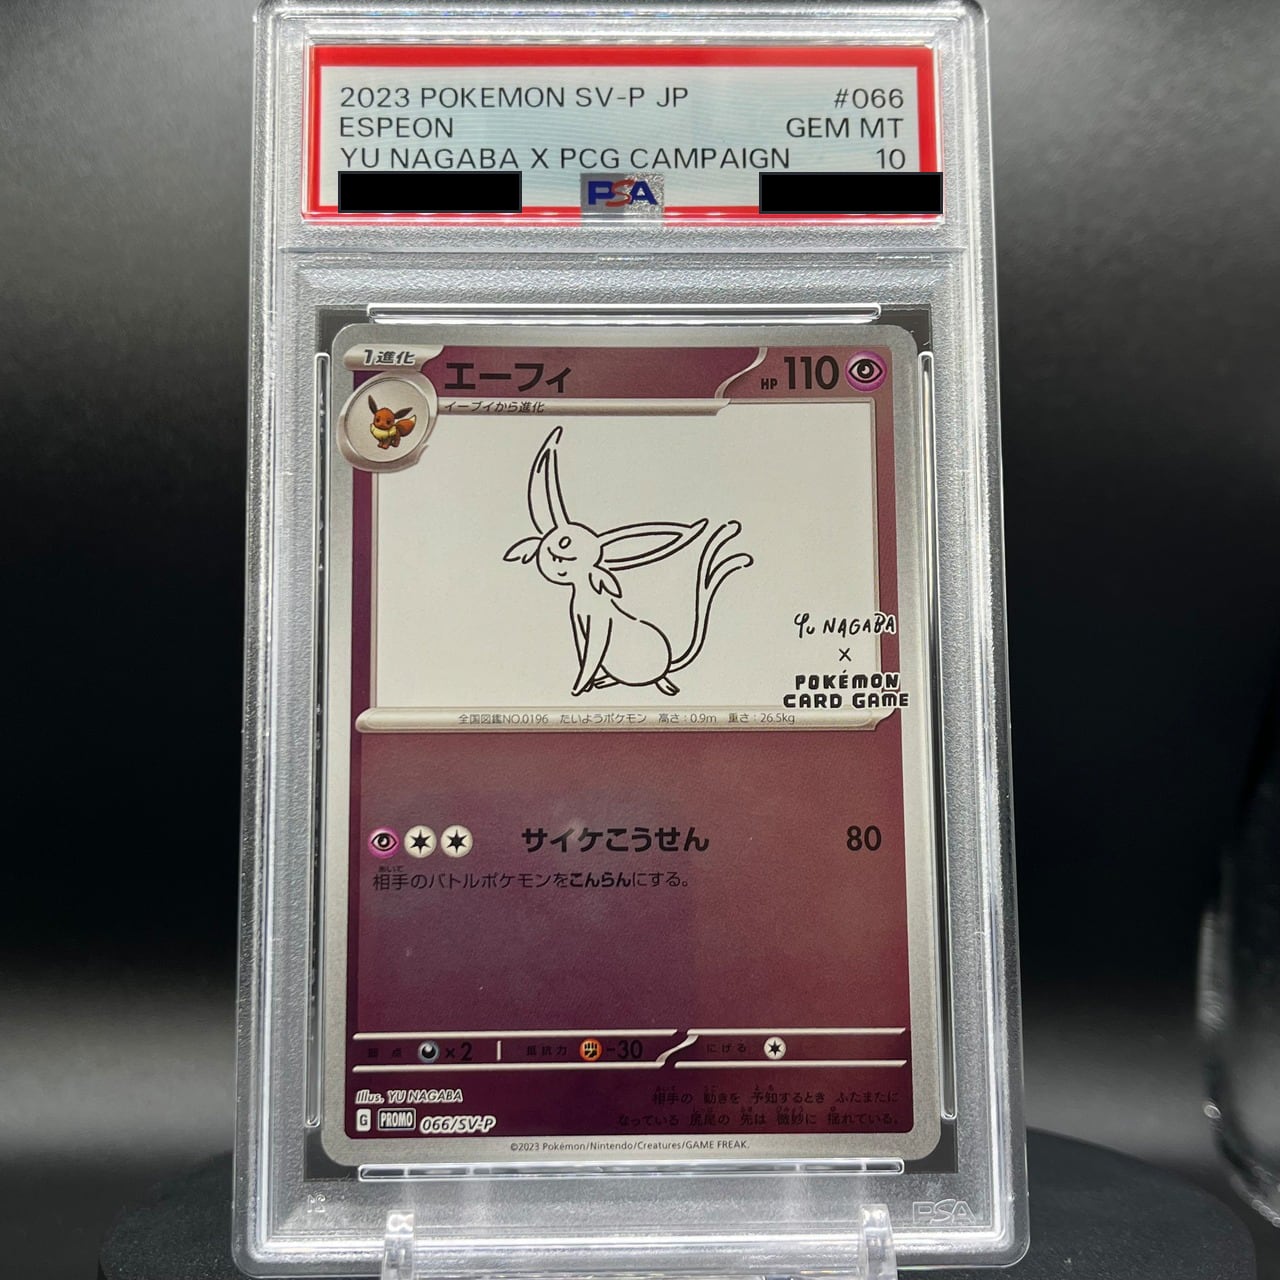 2023 POKEMON SV-P JP #066
ESPEON GEM MT
YU NAGABA X PCG CAMPAIGN 10
PSA
1進化 エーフィ HP 110
イーブイから進化
Yu NAGABA
×
POKÉMON
CARD GAME
全国図鑑NO.0196 たいようポケモン 高さ:0.9m 重さ:26.5kg
サイケこうせん 80
相手のバトルポケモンをこんらんにする。
弱点 ×2 抵抗力 -30 にげる
Illus. YU NAGABA
相手の 動きを 予知するとき ふたまたに
なっている 尻尾の 先は 微妙に 揺れている。
G PROMO 066/SV-P
©2023 Pokémon/Nintendo/Creatures/GAME FREAK.
PSA